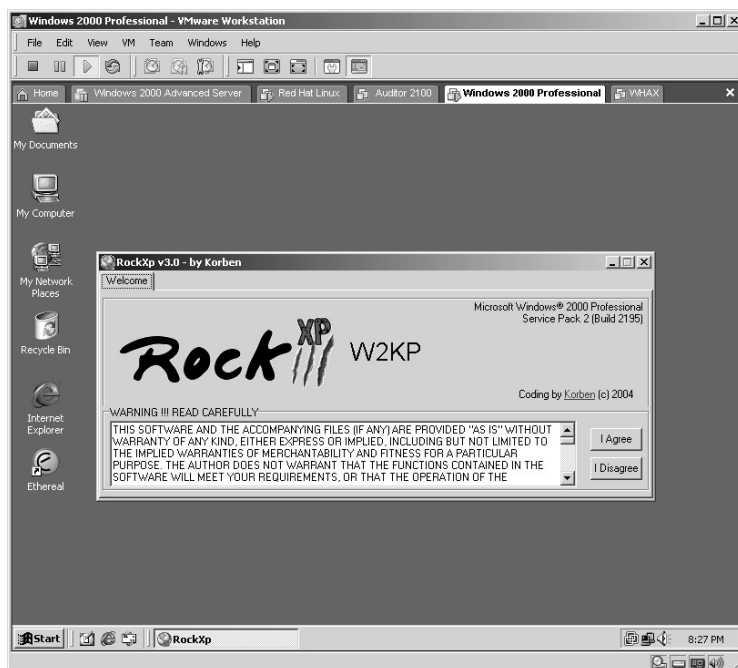 Windows 2000 Professional - VMware Workstation
File Edit View VM Team Windows Help
Home Windows 2000 Advanced Server Red Hat Linux Auditor 2100 Windows 2000 Professional WHAX
My Documents
My Computer
My Network
Places
Recycle Bin
Internet
Explorer
Ethereal
RockXp v3.0 - by Korben
Welcome
Microsoft Windows® 2000 Professional
Service Pack 2 (Build 2195)
Rock XP W2KP
Coding by Korben (c) 2004
WARNING !!! READ CAREFULLY
THIS SOFTWARE AND THE ACCOMPANYING FILES (IF ANY) ARE PROVIDED "AS IS" WITHOUT
WARRANTY OF ANY KIND, EITHER EXPRESS OR IMPLIED, INCLUDING BUT NOT LIMITED TO
THE IMPLIED WARRANTIES OF MERCHANTABILITY AND FITNESS FOR A PARTICULAR
PURPOSE. THE AUTHOR DOES NOT WARRANT THAT THE FUNCTIONS CONTAINED IN THE
SOFTWARE WILL MEET YOUR REQUIREMENTS, OR THAT THE OPERATION OF THE
I Agree
I Disagree
Start RockXp 8:27 PM